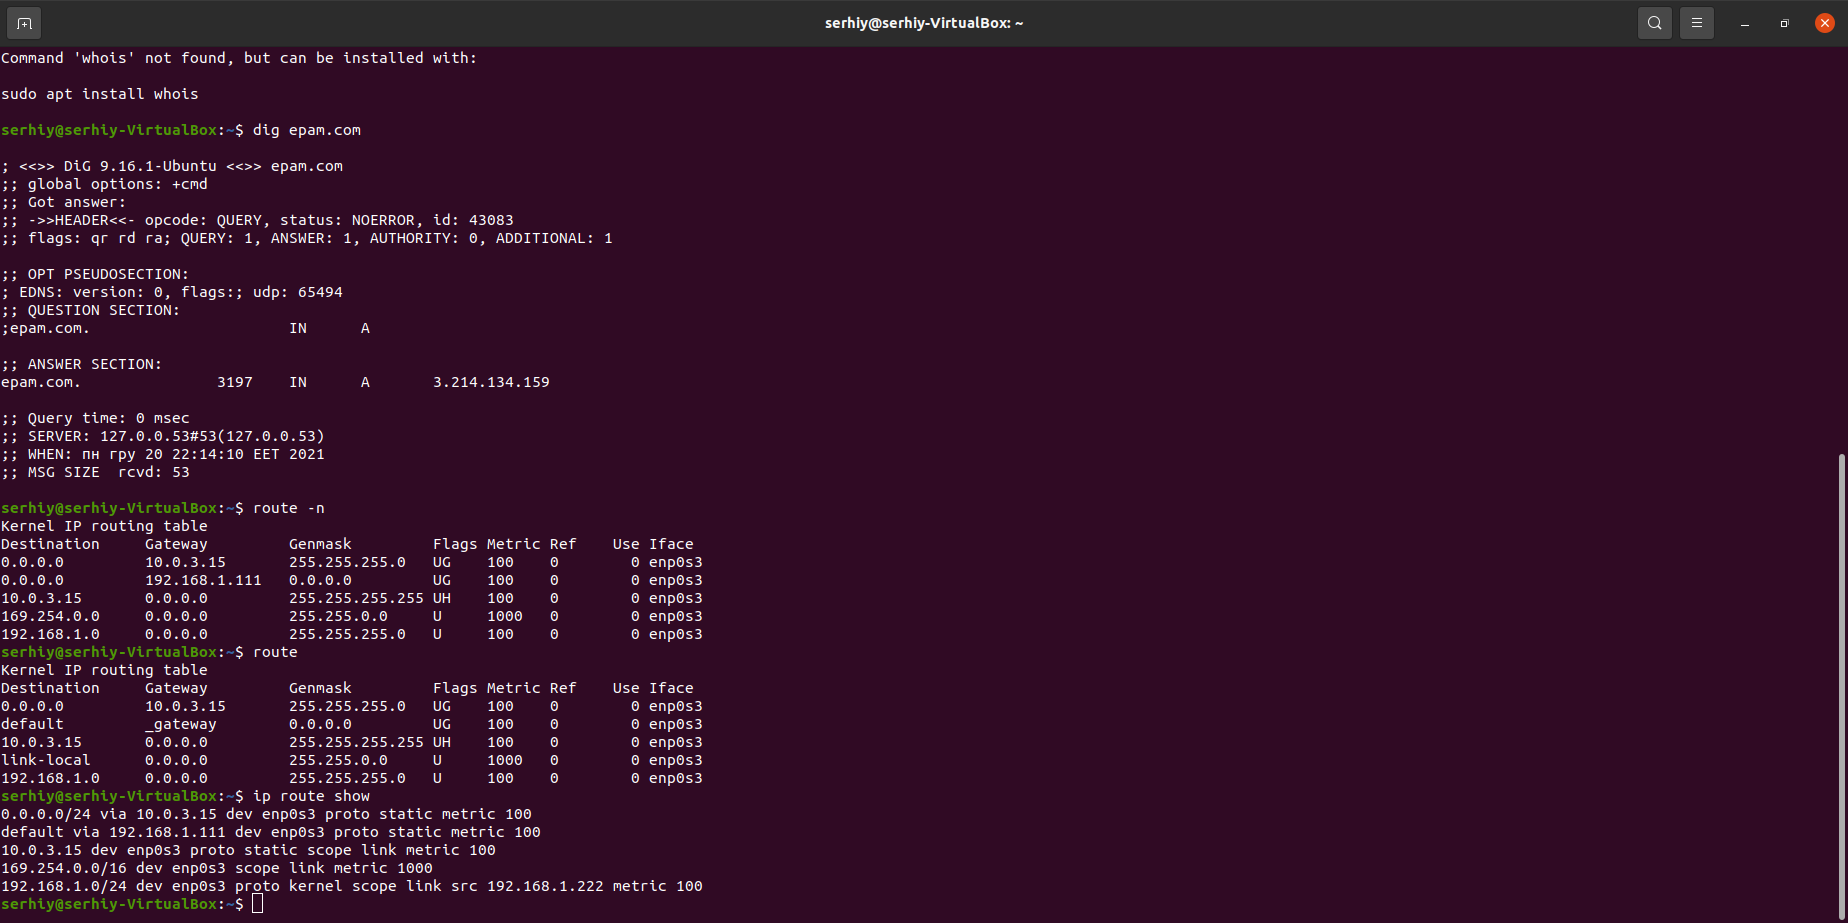 serhiy@serhiy-VirtualBox: ~
Command 'whois' not found, but can be installed with:
sudo apt install whois
serhiy@serhiy-VirtualBox:~$ dig epam.com
; <<>> DiG 9.16.1-Ubuntu <<>> epam.com
;; global options: +cmd
;; Got answer:
;; ->>HEADER<<- opcode: QUERY, status: NOERROR, id: 43083
;; flags: qr rd ra; QUERY: 1, ANSWER: 1, AUTHORITY: 0, ADDITIONAL: 1
;; OPT PSEUDOSECTION:
; EDNS: version: 0, flags:; udp: 65494
;; QUESTION SECTION:
;epam.com.                      IN      A
;; ANSWER SECTION:
epam.com.               3197    IN      A       3.214.134.159
;; Query time: 0 msec
;; SERVER: 127.0.0.53#53(127.0.0.53)
;; WHEN: пн гру 20 22:14:10 EET 2021
;; MSG SIZE  rcvd: 53
serhiy@serhiy-VirtualBox:~$ route -n
Kernel IP routing table
Destination     Gateway         Genmask         Flags Metric Ref    Use Iface
0.0.0.0         10.0.3.15       255.255.255.0   UG    100    0        0 enp0s3
0.0.0.0         192.168.1.111   0.0.0.0         UG    100    0        0 enp0s3
10.0.3.15       0.0.0.0         255.255.255.255 UH    100    0        0 enp0s3
169.254.0.0     0.0.0.0         255.255.0.0     U     1000   0        0 enp0s3
192.168.1.0     0.0.0.0         255.255.255.0   U     100    0        0 enp0s3
serhiy@serhiy-VirtualBox:~$ route
Kernel IP routing table
Destination     Gateway         Genmask         Flags Metric Ref    Use Iface
0.0.0.0         10.0.3.15       255.255.255.0   UG    100    0        0 enp0s3
default         _gateway        0.0.0.0         UG    100    0        0 enp0s3
10.0.3.15       0.0.0.0         255.255.255.255 UH    100    0        0 enp0s3
link-local      0.0.0.0         255.255.0.0     U     1000   0        0 enp0s3
192.168.1.0     0.0.0.0         255.255.255.0   U     100    0        0 enp0s3
serhiy@serhiy-VirtualBox:~$ ip route show
0.0.0.0/24 via 10.0.3.15 dev enp0s3 proto static metric 100
default via 192.168.1.111 dev enp0s3 proto static metric 100
10.0.3.15 dev enp0s3 proto static scope link metric 100
169.254.0.0/16 dev enp0s3 scope link metric 1000
192.168.1.0/24 dev enp0s3 proto kernel scope link src 192.168.1.222 metric 100
serhiy@serhiy-VirtualBox:~$